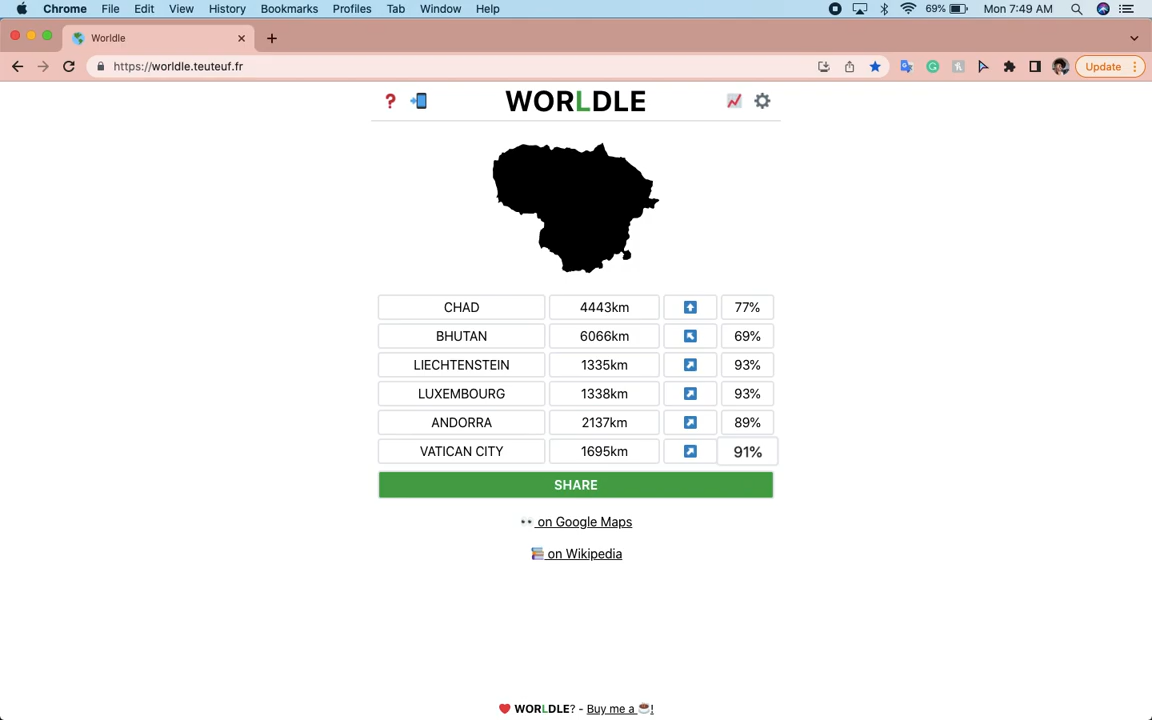 Chrome File Edit View History Bookmarks Profiles Tab Window Help 69% Mon 7:49 AM
Worldle
https://worldle.teuteuf.fr Update
WORLDLE
CHAD 4443km 77%
BHUTAN 6066km 69%
LIECHTENSTEIN 1335km 93%
LUXEMBOURG 1338km 93%
ANDORRA 2137km 89%
VATICAN CITY 1695km 91%
SHARE
on Google Maps
on Wikipedia
WORLDLE? - Buy me a !